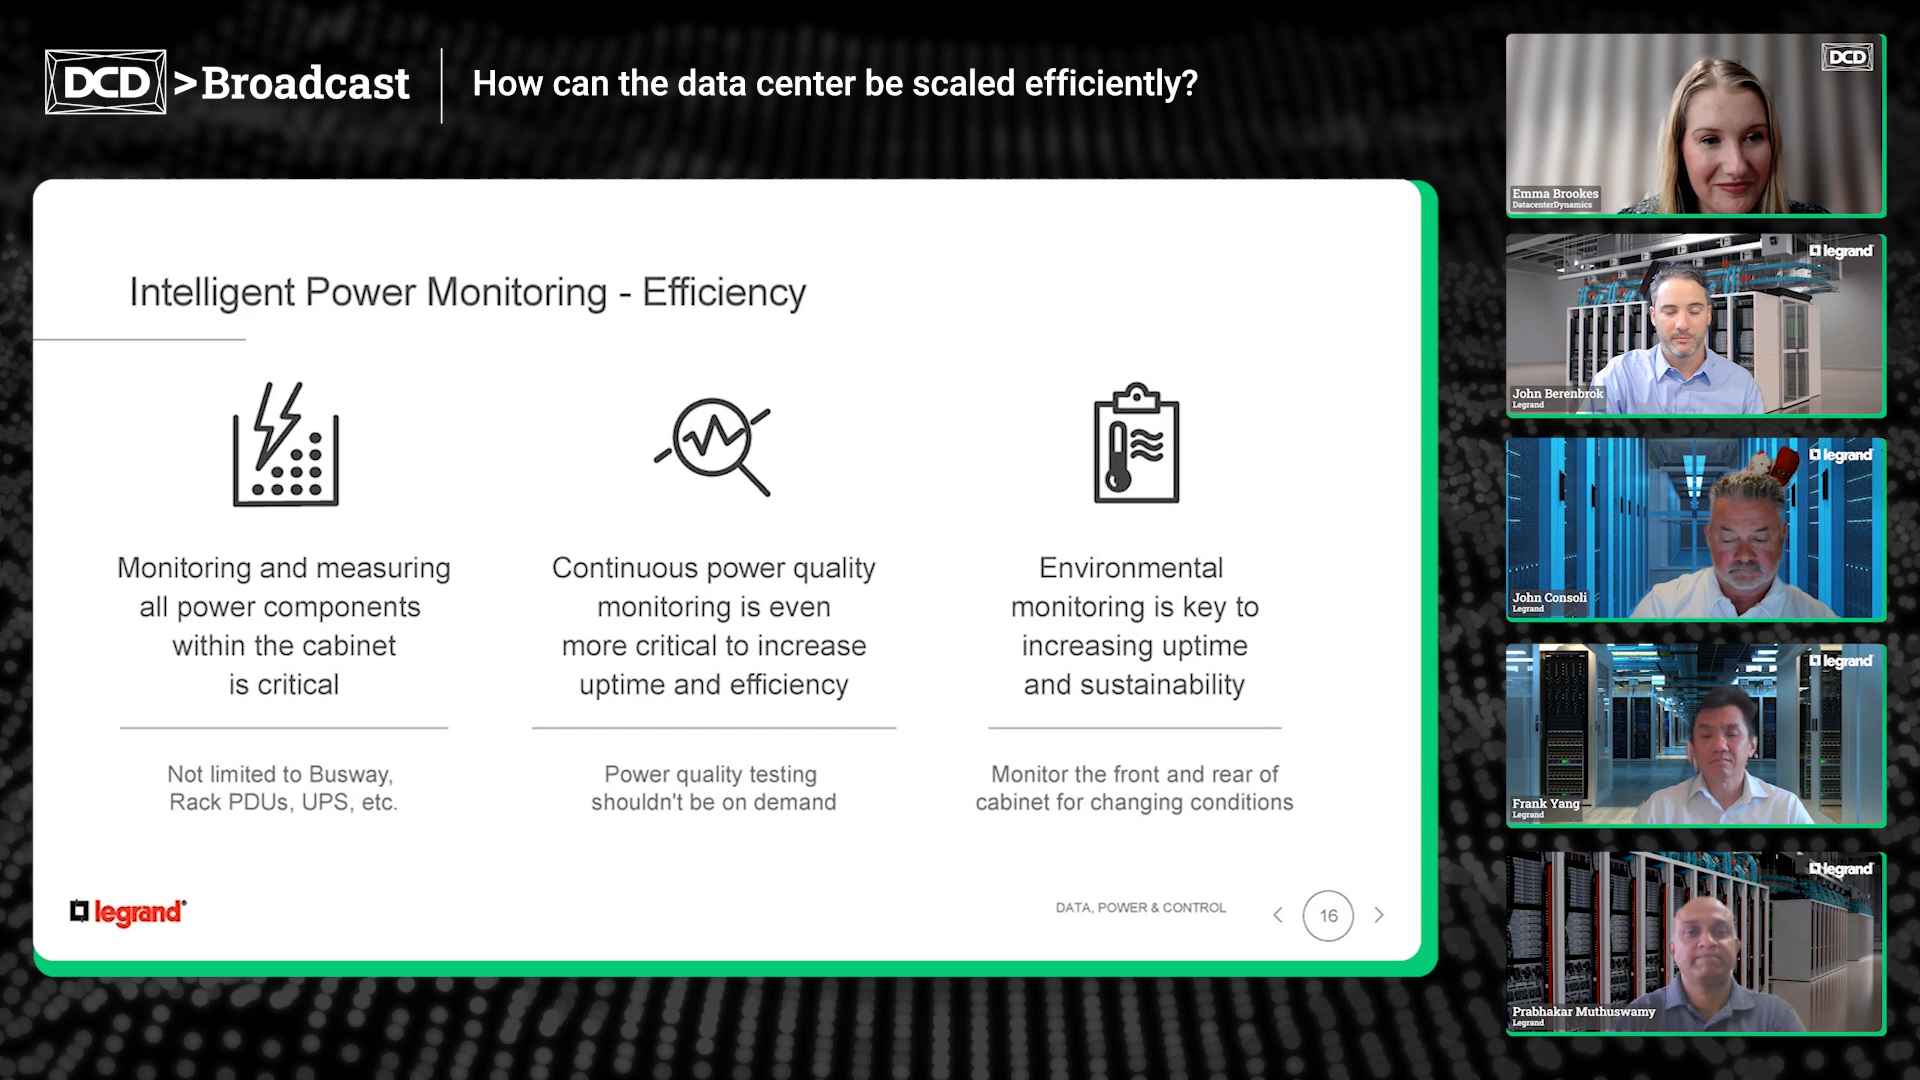 DCD >Broadcast
How can the data center be scaled efficiently?
Intelligent Power Monitoring - Efficiency
Monitoring and measuring
all power components
within the cabinet
is critical
Not limited to Busway,
Rack PDUs, UPS, etc.
Continuous power quality
monitoring is even
more critical to increase
uptime and efficiency
Power quality testing
shouldn't be on demand
Environmental
monitoring is key to
increasing uptime
and sustainability
Monitor the front and rear of
cabinet for changing conditions
legrand®
DATA, POWER & CONTROL
16
DCD
Emma Brookes
DatacenterDynamics
legrand
John Berenbrok
Legrand
legrand
John Consoli
Legrand
legrand
Frank Yang
Legrand
legrand
Prabhakar Muthuswamy
Legrand